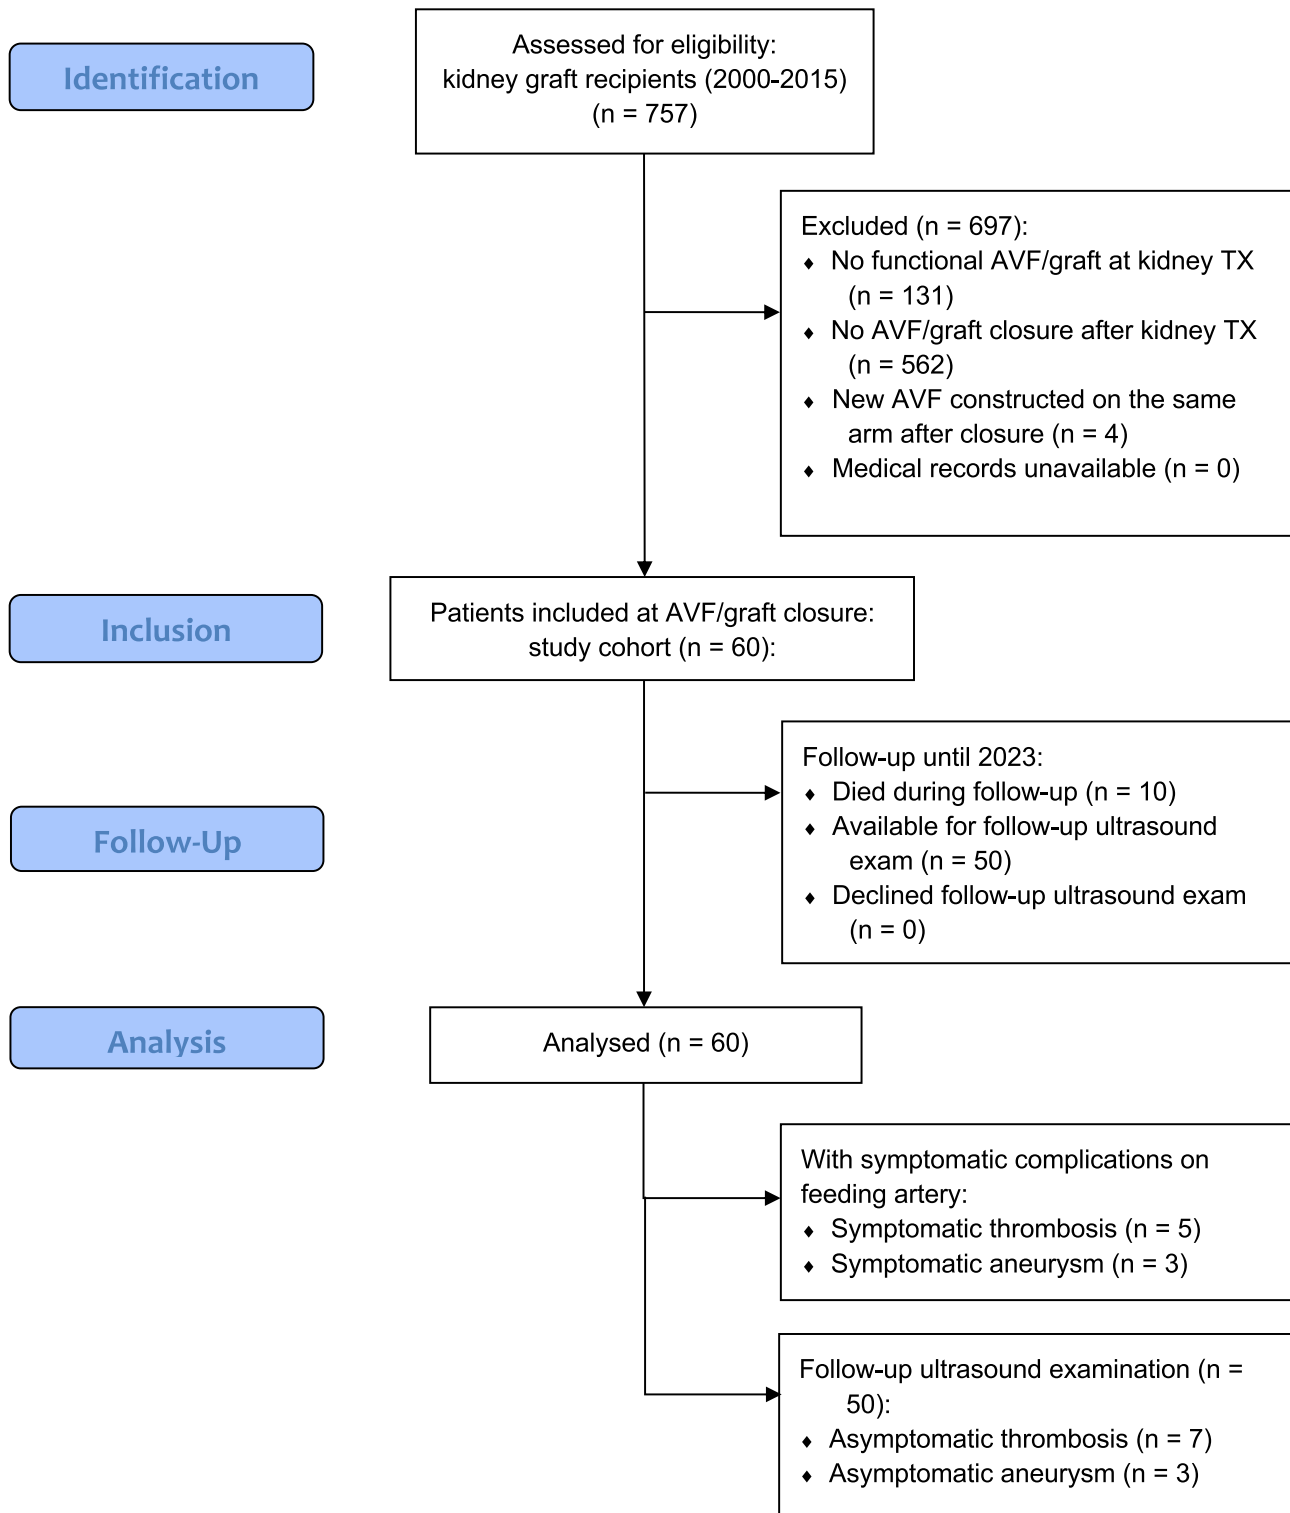 Identification
Assessed for eligibility:
kidney graft recipients (2000-2015)
(n = 757)
Excluded (n = 697):
♦ No functional AVF/graft at kidney TX
(n = 131)
♦ No AVF/graft closure after kidney TX
(n = 562)
♦ New AVF constructed on the same
arm after closure (n = 4)
♦ Medical records unavailable (n = 0)
Inclusion
Patients included at AVF/graft closure:
study cohort (n = 60):
Follow-Up
Follow-up until 2023:
♦ Died during follow-up (n = 10)
♦ Available for follow-up ultrasound
exam (n = 50)
♦ Declined follow-up ultrasound exam
(n = 0)
Analysis
Analysed (n = 60)
With symptomatic complications on
feeding artery:
♦ Symptomatic thrombosis (n = 5)
♦ Symptomatic aneurysm (n = 3)
Follow-up ultrasound examination (n =
50):
♦ Asymptomatic thrombosis (n = 7)
♦ Asymptomatic aneurysm (n = 3)